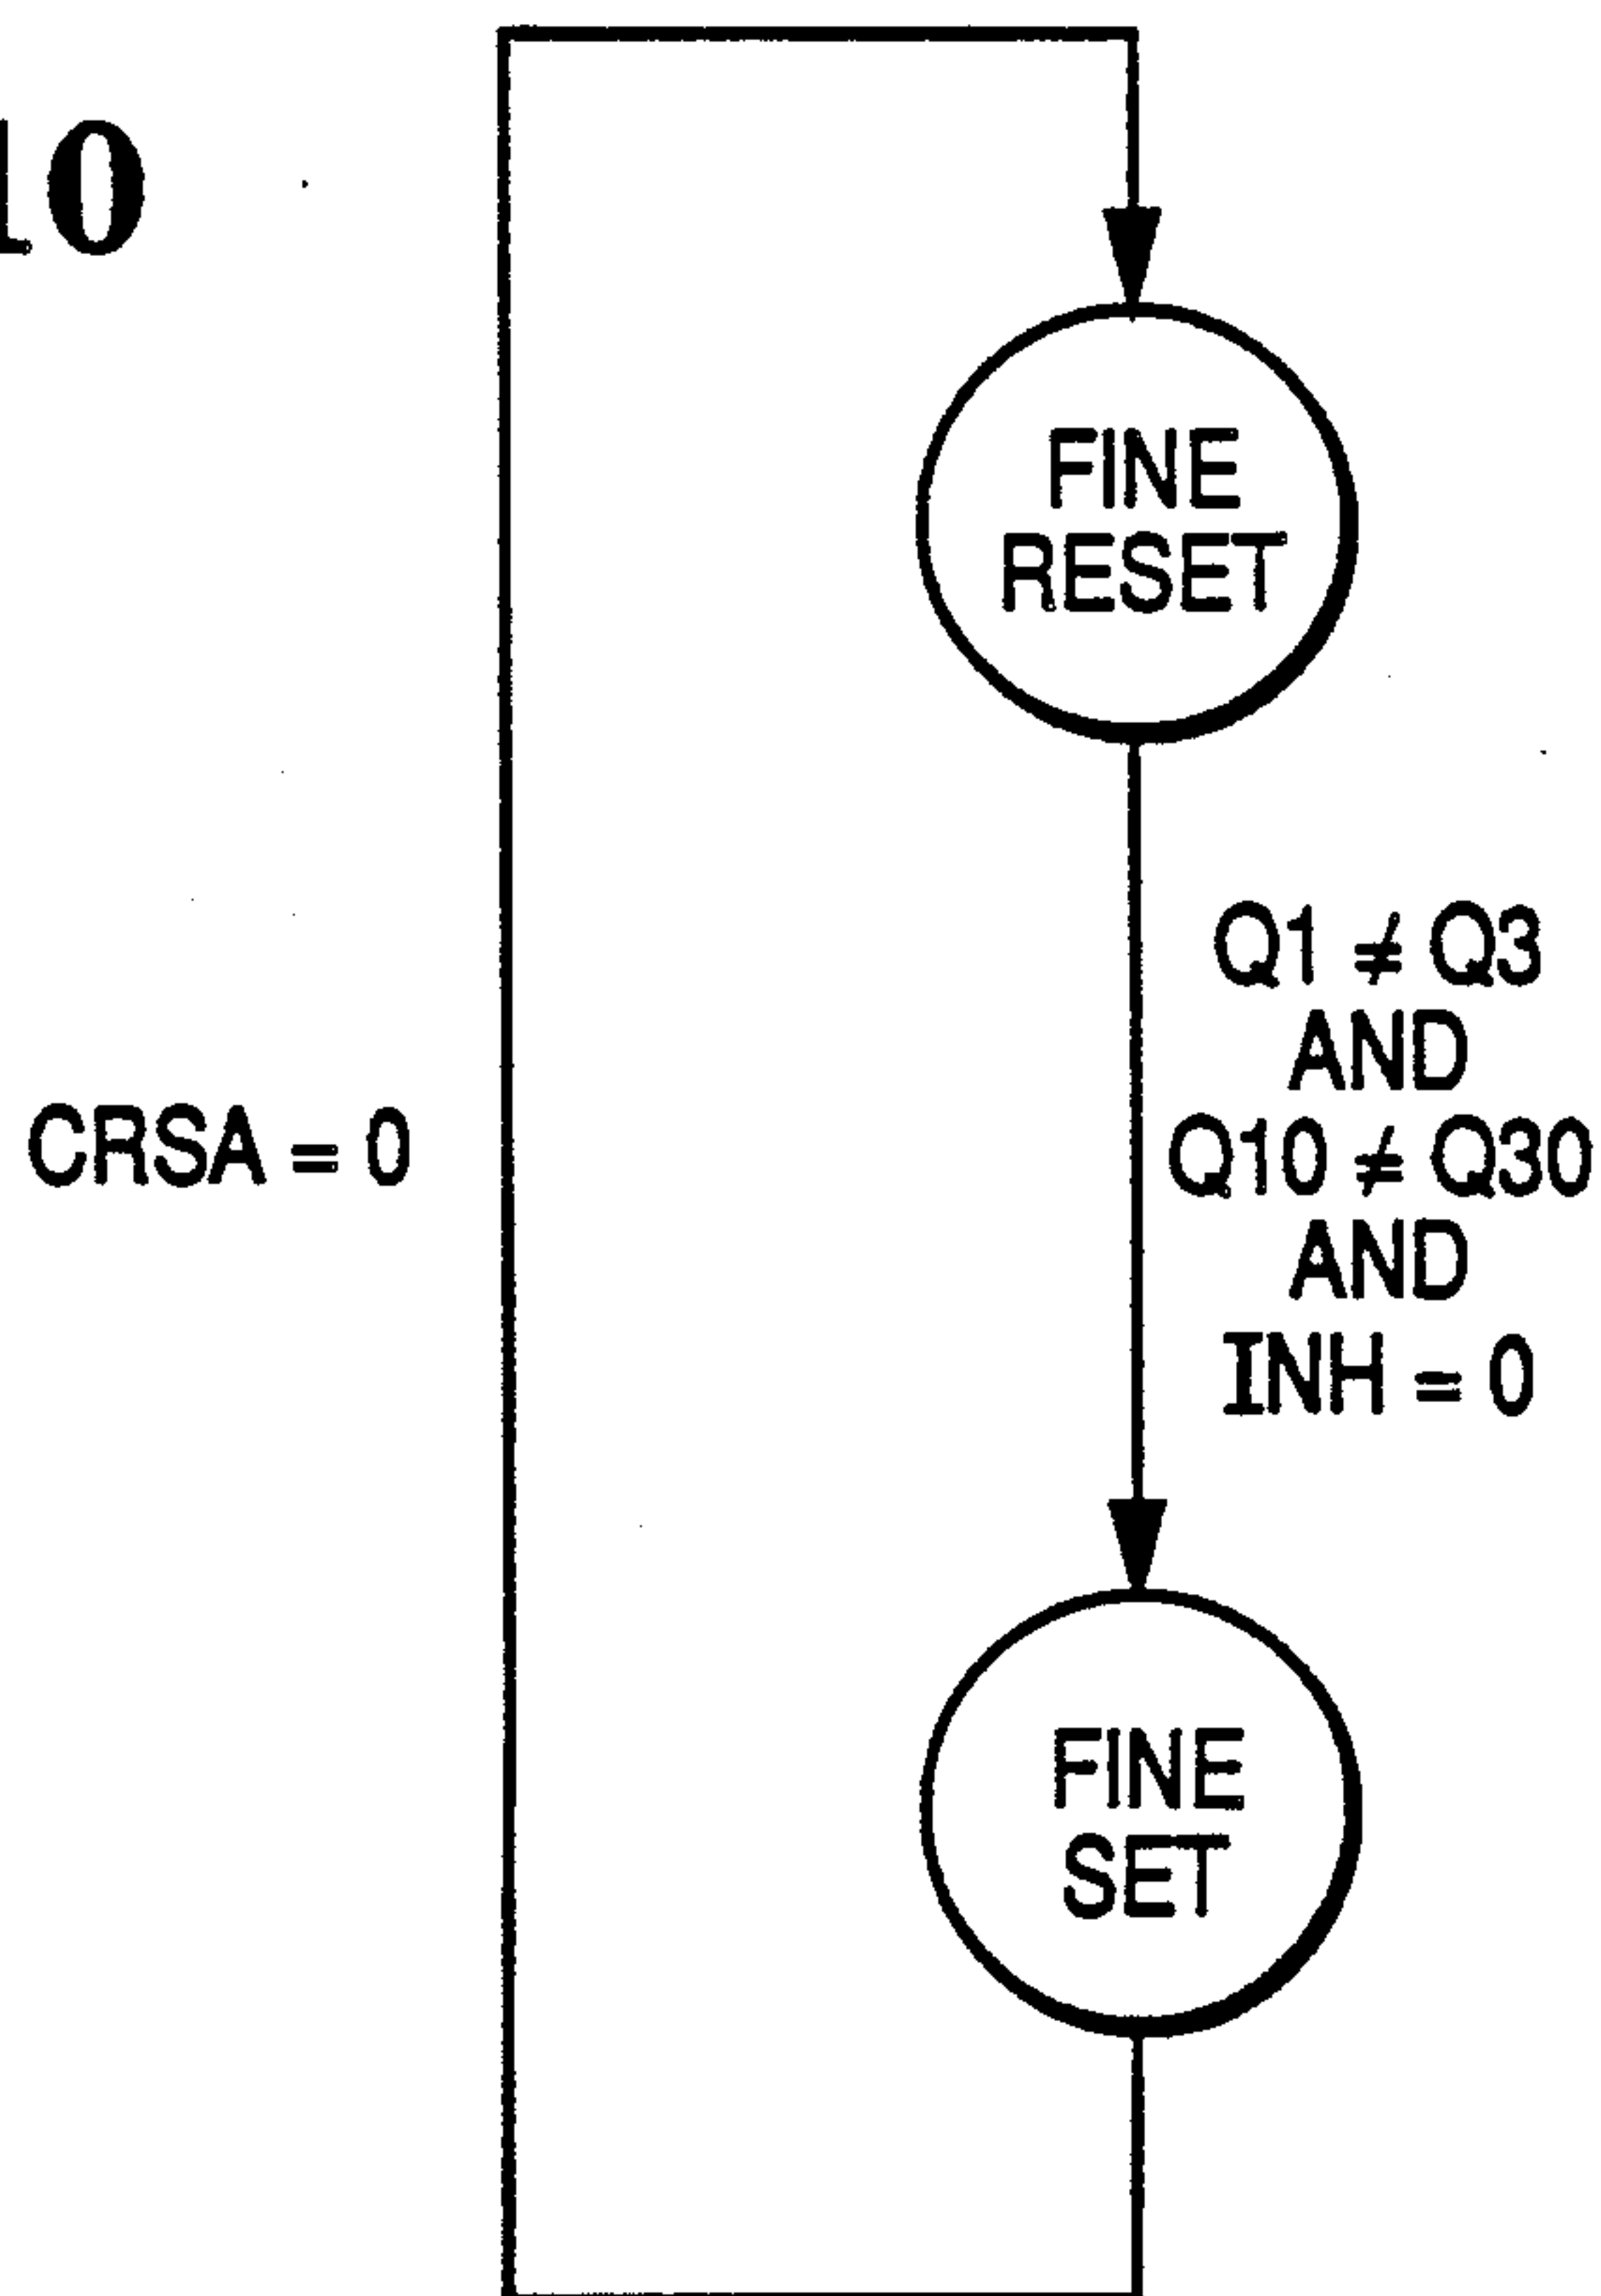 10
FINE
RESET
Q1 ≠ Q3
AND
Q10 ≠ Q30
AND
INH = 0
CRSA = 0
FINE
SET